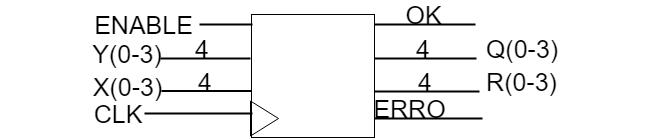 ENABLE OK
Y(0-3) 4 4 Q(0-3)
X(0-3) 4 4 R(0-3)
CLK ERRO